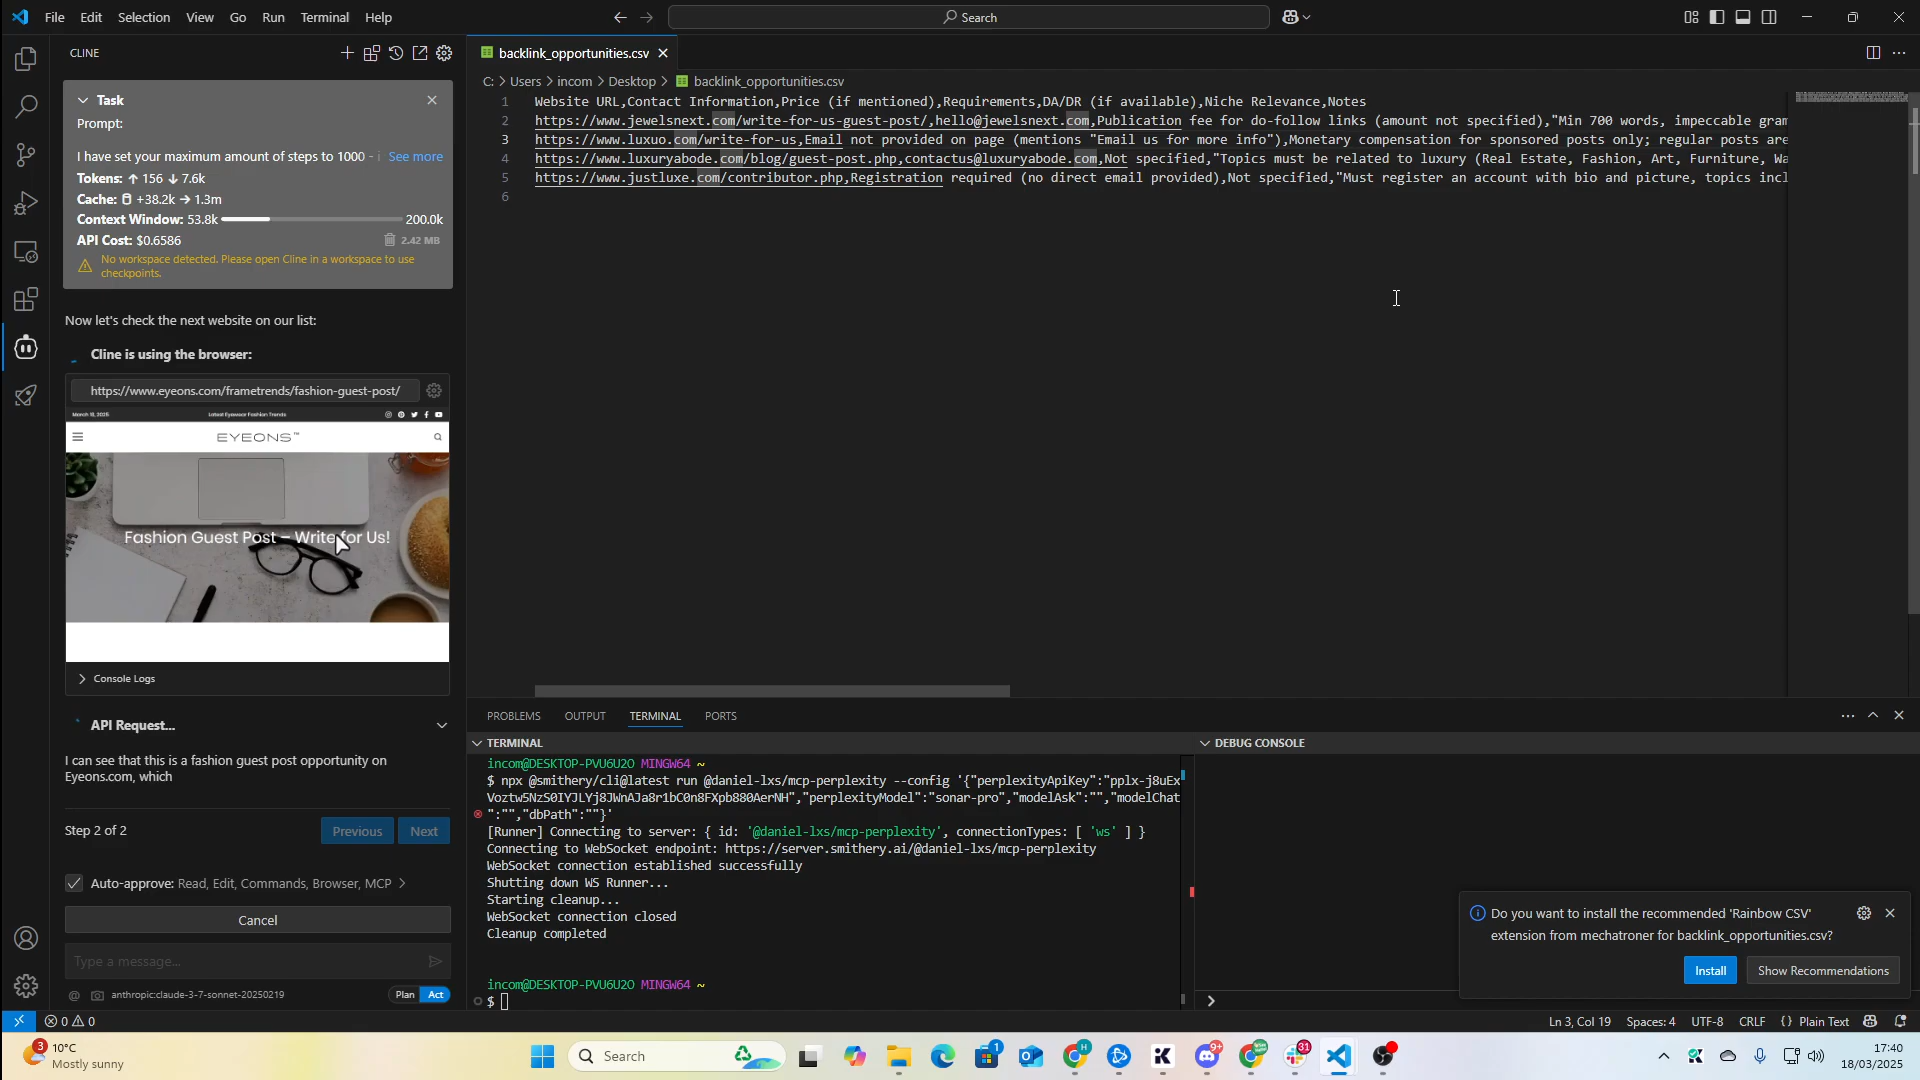 File Edit Selection View Go Run Terminal Help
Search
CLINE
Task
Prompt:
I have set your maximum amount of steps to 1000 - i See more
Tokens: ↑ 156 ↓ 7.6k
Cache: +38.2k → 1.3m
Context Window: 53.8k 200.0k
API Cost: $0.6586 2.42 MB
No workspace detected. Please open Cline in a workspace to use
checkpoints.
Now let's check the next website on our list:
Cline is using the browser:
https://www.eyeons.com/frametrends/fashion-guest-post/
March 18, 2025 Latest Eyewear Fashion Trends
EYEONS™
Fashion Guest Post – Write for Us!
Console Logs
API Request...
I can see that this is a fashion guest post opportunity on
Eyeons.com, which
Step 2 of 2 Previous Next
Auto-approve: Read, Edit, Commands, Browser, MCP
Cancel
Type a message...
@ anthropic:claude-3-7-sonnet-20250219 Plan Act
backlink_opportunities.csv
C: > Users > incom > Desktop > backlink_opportunities.csv
1 Website URL,Contact Information,Price (if mentioned),Requirements,DA/DR (if available),Niche Relevance,Notes
2 https://www.jewelsnext.com/write-for-us-guest-post/,hello@jewelsnext.com,Publication fee for do-follow links (amount not specified),"Min 700 words, impeccable gram
3 https://www.luxuo.com/write-for-us,Email not provided on page (mentions "Email us for more info"),Monetary compensation for sponsored posts only; regular posts are
4 https://www.luxuryabode.com/blog/guest-post.php,contactus@luxuryabode.com,Not specified,"Topics must be related to luxury (Real Estate, Fashion, Art, Furniture, Wa
5 https://www.justluxe.com/contributor.php,Registration required (no direct email provided),Not specified,"Must register an account with bio and picture, topics incl
6
PROBLEMS OUTPUT TERMINAL PORTS
TERMINAL
incom@DESKTOP-PVU6U2O MINGW64 ~
$ npx @smithery/cli@latest run @daniel-lxs/mcp-perplexity --config '{"perplexityApiKey":"pplx-j8uEx
Voztw5NzS0IYJLYj8JWnAJa8r1bC0n8FXpb880AerNH","perplexityModel":"sonar-pro","modelAsk":"","modelChat
":"","dbPath":""}'
[Runner] Connecting to server: { id: '@daniel-lxs/mcp-perplexity', connectionTypes: [ 'ws' ] }
Connecting to WebSocket endpoint: https://server.smithery.ai/@daniel-lxs/mcp-perplexity
WebSocket connection established successfully
Shutting down WS Runner...
Starting cleanup...
WebSocket connection closed
Cleanup completed
incom@DESKTOP-PVU6U2O MINGW64 ~
$
DEBUG CONSOLE
Do you want to install the recommended 'Rainbow CSV'
extension from mechatroner for backlink_opportunities.csv?
Install Show Recommendations
0 0
Ln 3, Col 19 Spaces: 4 UTF-8 CRLF {} Plain Text
3 10°C
Mostly sunny
Search
1
H
9+
31
17:40
18/03/2025